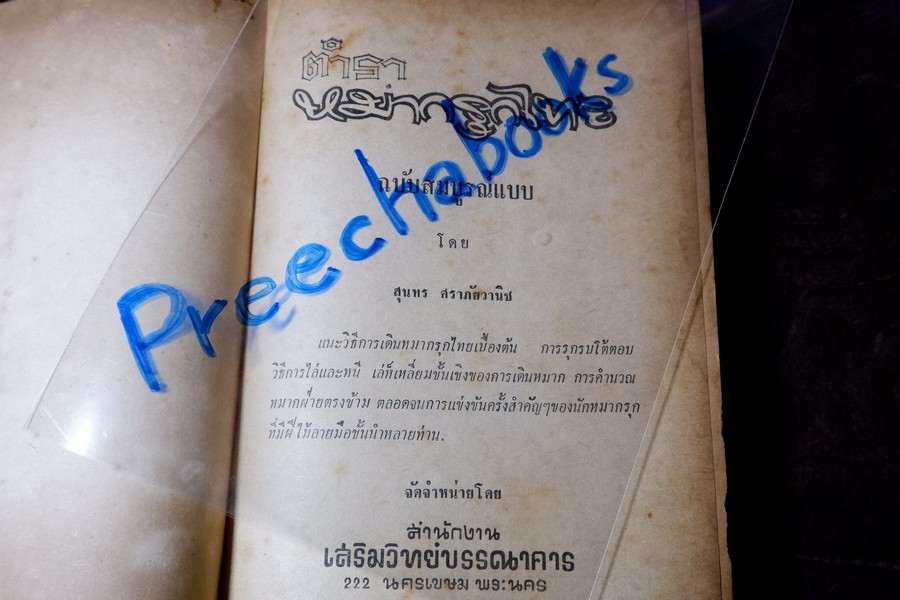 ตำรา
หมากรุกไทย
ฉบับสมบูรณ์แบบ
โดย
สุนทร ศราภัยวานิช
แนะวิธีการเดินหมากรุกไทยเบื้องต้น การรุกรบโต้ตอบ
วิธีการไล่และหนี เล่ห์เหลี่ยมชั้นเชิงของการเดินหมาก การคำนวณ
หมากฝ่ายตรงข้าม ตลอดจนการแข่งขันครั้งสำคัญๆของนักหมากรุก
ที่มีฝีไม้ลายมือชั้นนำหลายท่าน.
จัดจำหน่ายโดย
สำนักงาน
เสริมวิทย์บรรณาคาร
222 นครเขษม พระนคร
Preechabooks